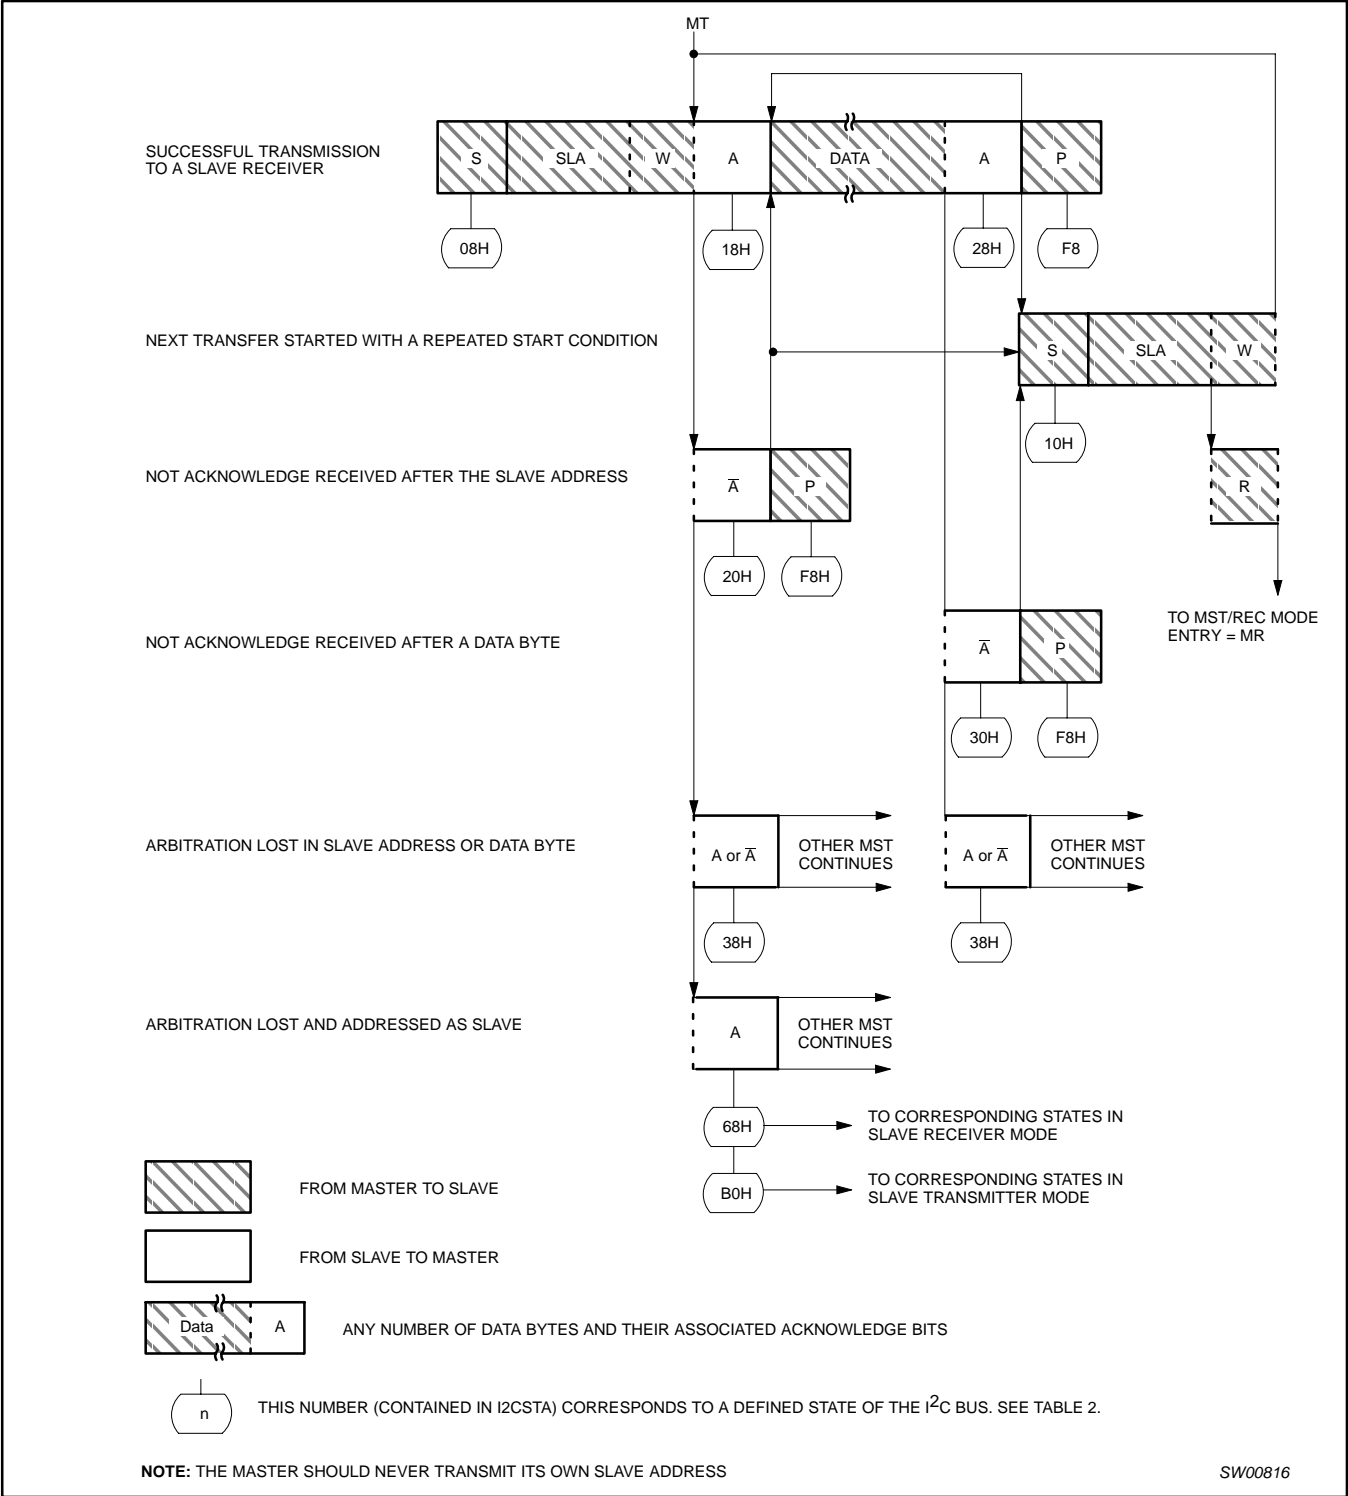 MT
SUCCESSFUL TRANSMISSION
TO A SLAVE RECEIVER
S SLA W A DATA A P
08H 18H 28H F8
NEXT TRANSFER STARTED WITH A REPEATED START CONDITION
S SLA W
10H
NOT ACKNOWLEDGE RECEIVED AFTER THE SLAVE ADDRESS
A̅ P R
20H F8H
TO MST/REC MODE
ENTRY = MR
NOT ACKNOWLEDGE RECEIVED AFTER A DATA BYTE
A̅ P
30H F8H
ARBITRATION LOST IN SLAVE ADDRESS OR DATA BYTE
A or A̅
OTHER MST
CONTINUES
A or A̅
OTHER MST
CONTINUES
38H 38H
ARBITRATION LOST AND ADDRESSED AS SLAVE
A
OTHER MST
CONTINUES
68H
TO CORRESPONDING STATES IN
SLAVE RECEIVER MODE
B0H
TO CORRESPONDING STATES IN
SLAVE TRANSMITTER MODE
FROM MASTER TO SLAVE
FROM SLAVE TO MASTER
Data A
ANY NUMBER OF DATA BYTES AND THEIR ASSOCIATED ACKNOWLEDGE BITS
n
THIS NUMBER (CONTAINED IN I2CSTA) CORRESPONDS TO A DEFINED STATE OF THE I²C BUS. SEE TABLE 2.
NOTE: THE MASTER SHOULD NEVER TRANSMIT ITS OWN SLAVE ADDRESS
SW00816